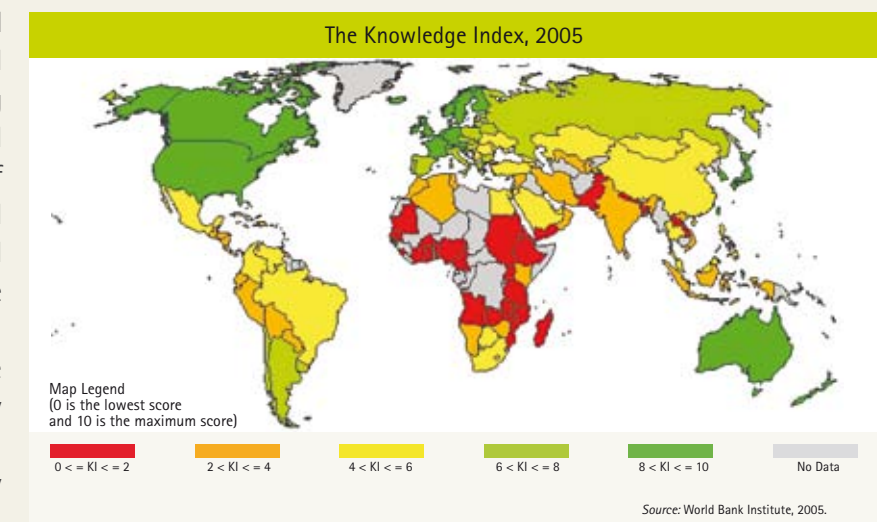 The Knowledge Index, 2005
Map Legend
(0 is the lowest score
and 10 is the maximum score)
0 < = KI < = 2
2 < KI < = 4
4 < KI < = 6
6 < KI < = 8
8 < KI < = 10
No Data
Source: World Bank Institute, 2005.